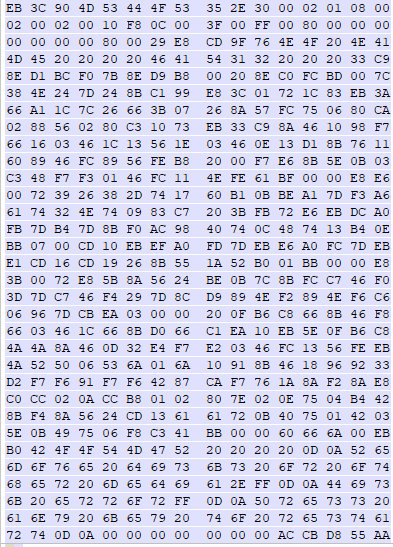 EB 3C 90 4D 53 44 4F 53 35 2E 30 00 02 01 08 00
02 00 02 00 10 F8 0C 00 3F 00 FF 00 80 00 00 00
00 00 00 00 80 00 29 E8 CD 9F 76 4E 4F 20 4E 41
4D 45 20 20 20 20 46 41 54 31 32 20 20 20 33 C9
8E D1 BC F0 7B 8E D9 B8 00 20 8E C0 FC BD 00 7C
38 4E 24 7D 24 8B C1 99 E8 3C 01 72 1C 83 EB 3A
66 A1 1C 7C 26 66 3B 07 26 8A 57 FC 75 06 80 CA
02 88 56 02 80 C3 10 73 EB 33 C9 8A 46 10 98 F7
66 16 03 46 1C 13 56 1E 03 46 0E 13 D1 8B 76 11
60 89 46 FC 89 56 FE B8 20 00 F7 E6 8B 5E 0B 03
C3 48 F7 F3 01 46 FC 11 4E FE 61 BF 00 00 E8 E6
00 72 39 26 38 2D 74 17 60 B1 0B BE A1 7D F3 A6
61 74 32 4E 74 09 83 C7 20 3B FB 72 E6 EB DC A0
FB 7D B4 7D 8B F0 AC 98 40 74 0C 48 74 13 B4 0E
BB 07 00 CD 10 EB EF A0 FD 7D EB E6 A0 FC 7D EB
E1 CD 16 CD 19 26 8B 55 1A 52 B0 01 BB 00 00 E8
3B 00 72 E8 5B 8A 56 24 BE 0B 7C 8B FC C7 46 F0
3D 7D C7 46 F4 29 7D 8C D9 89 4E F2 89 4E F6 C6
06 96 7D CB EA 03 00 00 20 0F B6 C8 66 8B 46 F8
66 03 46 1C 66 8B D0 66 C1 EA 10 EB 5E 0F B6 C8
4A 4A 8A 46 0D 32 E4 F7 E2 03 46 FC 13 56 FE EB
4A 52 50 06 53 6A 01 6A 10 91 8B 46 18 96 92 33
D2 F7 F6 91 F7 F6 42 87 CA F7 76 1A 8A F2 8A E8
C0 CC 02 0A CC B8 01 02 80 7E 02 0E 75 04 B4 42
8B F4 8A 56 24 CD 13 61 61 72 0B 40 75 01 42 03
5E 0B 49 75 06 F8 C3 41 BB 00 00 60 66 6A 00 EB
B0 42 4F 4F 54 4D 47 52 20 20 20 20 0D 0A 52 65
6D 6F 76 65 20 64 69 73 6B 73 20 6F 72 20 6F 74
68 65 72 20 6D 65 64 69 61 2E FF 0D 0A 44 69 73
6B 20 65 72 72 6F 72 FF 0D 0A 50 72 65 73 73 20
61 6E 79 20 6B 65 79 20 74 6F 20 72 65 73 74 61
72 74 0D 0A 00 00 00 00 00 00 00 AC CB D8 55 AA